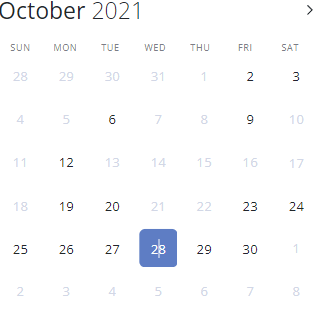 October 2021
SUN MON TUE WED THU FRI SAT
28 29 30 31 1 2 3
4 5 6 7 8 9 10
11 12 13 14 15 16 17
18 19 20 21 22 23 24
25 26 27 28 29 30 1
2 3 4 5 6 7 8